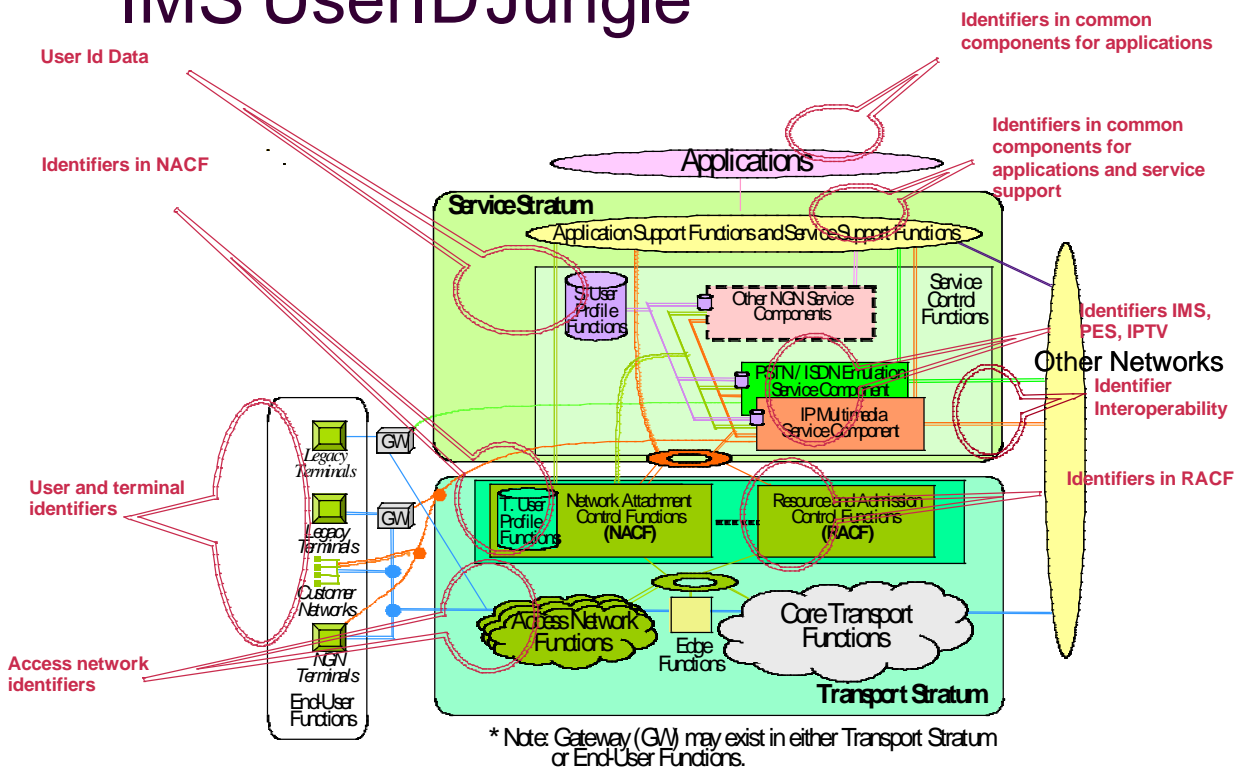 IMS UserID Jungle
Identifiers in common
components for applications
User Id Data
Identifiers in common
components for
applications and service
support
Identifiers in NACF
Applications
Service Stratum
Application Support Functions and Service Support Functions
S. User
Profile
Functions
Other NGN Service
Components
Service
Control
Functions
Identifiers IMS,
PES, IPTV
Other Networks
PSTN / ISDN Emulation
Service Component
IP Multimedia
Service Component
Identifier
Interoperability
GW
Legacy
Terminals
User and terminal
identifiers
GW
Legacy
Terminals
Customer
Networks
NGN
Terminals
End-User
Functions
T. User
Profile
Functions
Network Attachment
Control Functions
(NACF)
Resource and Admission
Control Functions
(RACF)
Identifiers in RACF
Access Network
Functions
Edge
Functions
Core Transport
Functions
Access network
identifiers
Transport Stratum
* Note: Gateway (GW) may exist in either Transport Stratum
or End-User Functions.